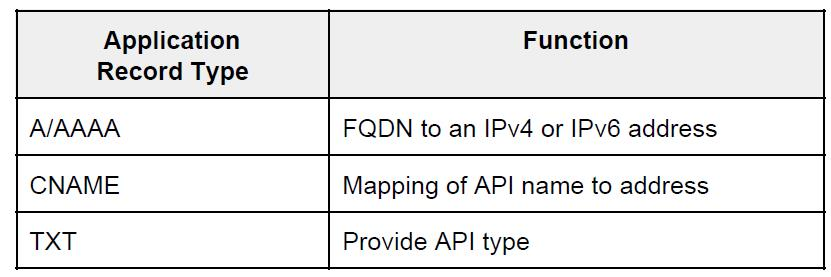 Application
Record Type
Function
A/AAAA
FQDN to an IPv4 or IPv6 address
CNAME
Mapping of API name to address
TXT
Provide API type